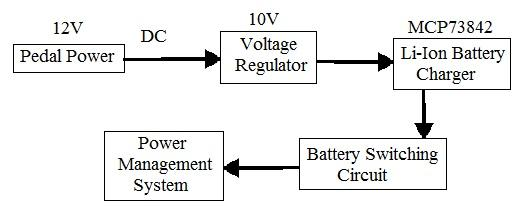 12V
Pedal Power
DC
10V
Voltage
Regulator
MCP73842
Li-Ion Battery
Charger
Battery Switching
Circuit
Power
Management
System